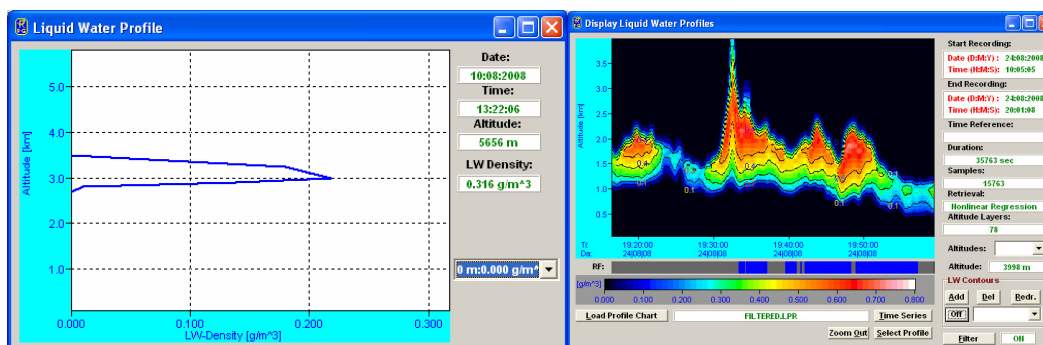 Liquid Water Profile
Date:
10:08:2008
Time:
13:22:06
Altitude:
5656 m
LW Density:
0.316 g/m^3
0 m:0.000 g/m^
Altitude [km]
5.0
4.0
3.0
2.0
1.0
0.000 0.100 0.200 0.300
LW-Density [g/m^3]
Display Liquid Water Profiles
Altitude [km]
3.5
3.0
2.5
2.0
1.5
1.0
0.5
0.1
0.1
0.1
0.1
Ti: 19:20:00 19:30:00 19:40:00 19:50:00
Da: 24\08\08 24\08\08 24\08\08 24\08\08
RF:
[g/m^3]
0.000 0.100 0.200 0.300 0.400 0.500 0.600 0.700 0.800
Load Profile Chart
FILTERED.LPR
Time Series
Zoom Out
Select Profile
Start Recording:
Date (D:M:Y) : 24:08:2008
Time (H:M:S): 10:05:05
End Recording:
Date (D:M:Y) : 24:08:2008
Time (H:M:S): 20:01:08
Time Reference:
Duration:
35763 sec
Samples:
15763
Retrieval:
Nonlinear Regression
Altitude Layers:
78
Altitudes:
Altitude: 3998 m
LW Contours
Add Del Redr.
Off
Filter Off